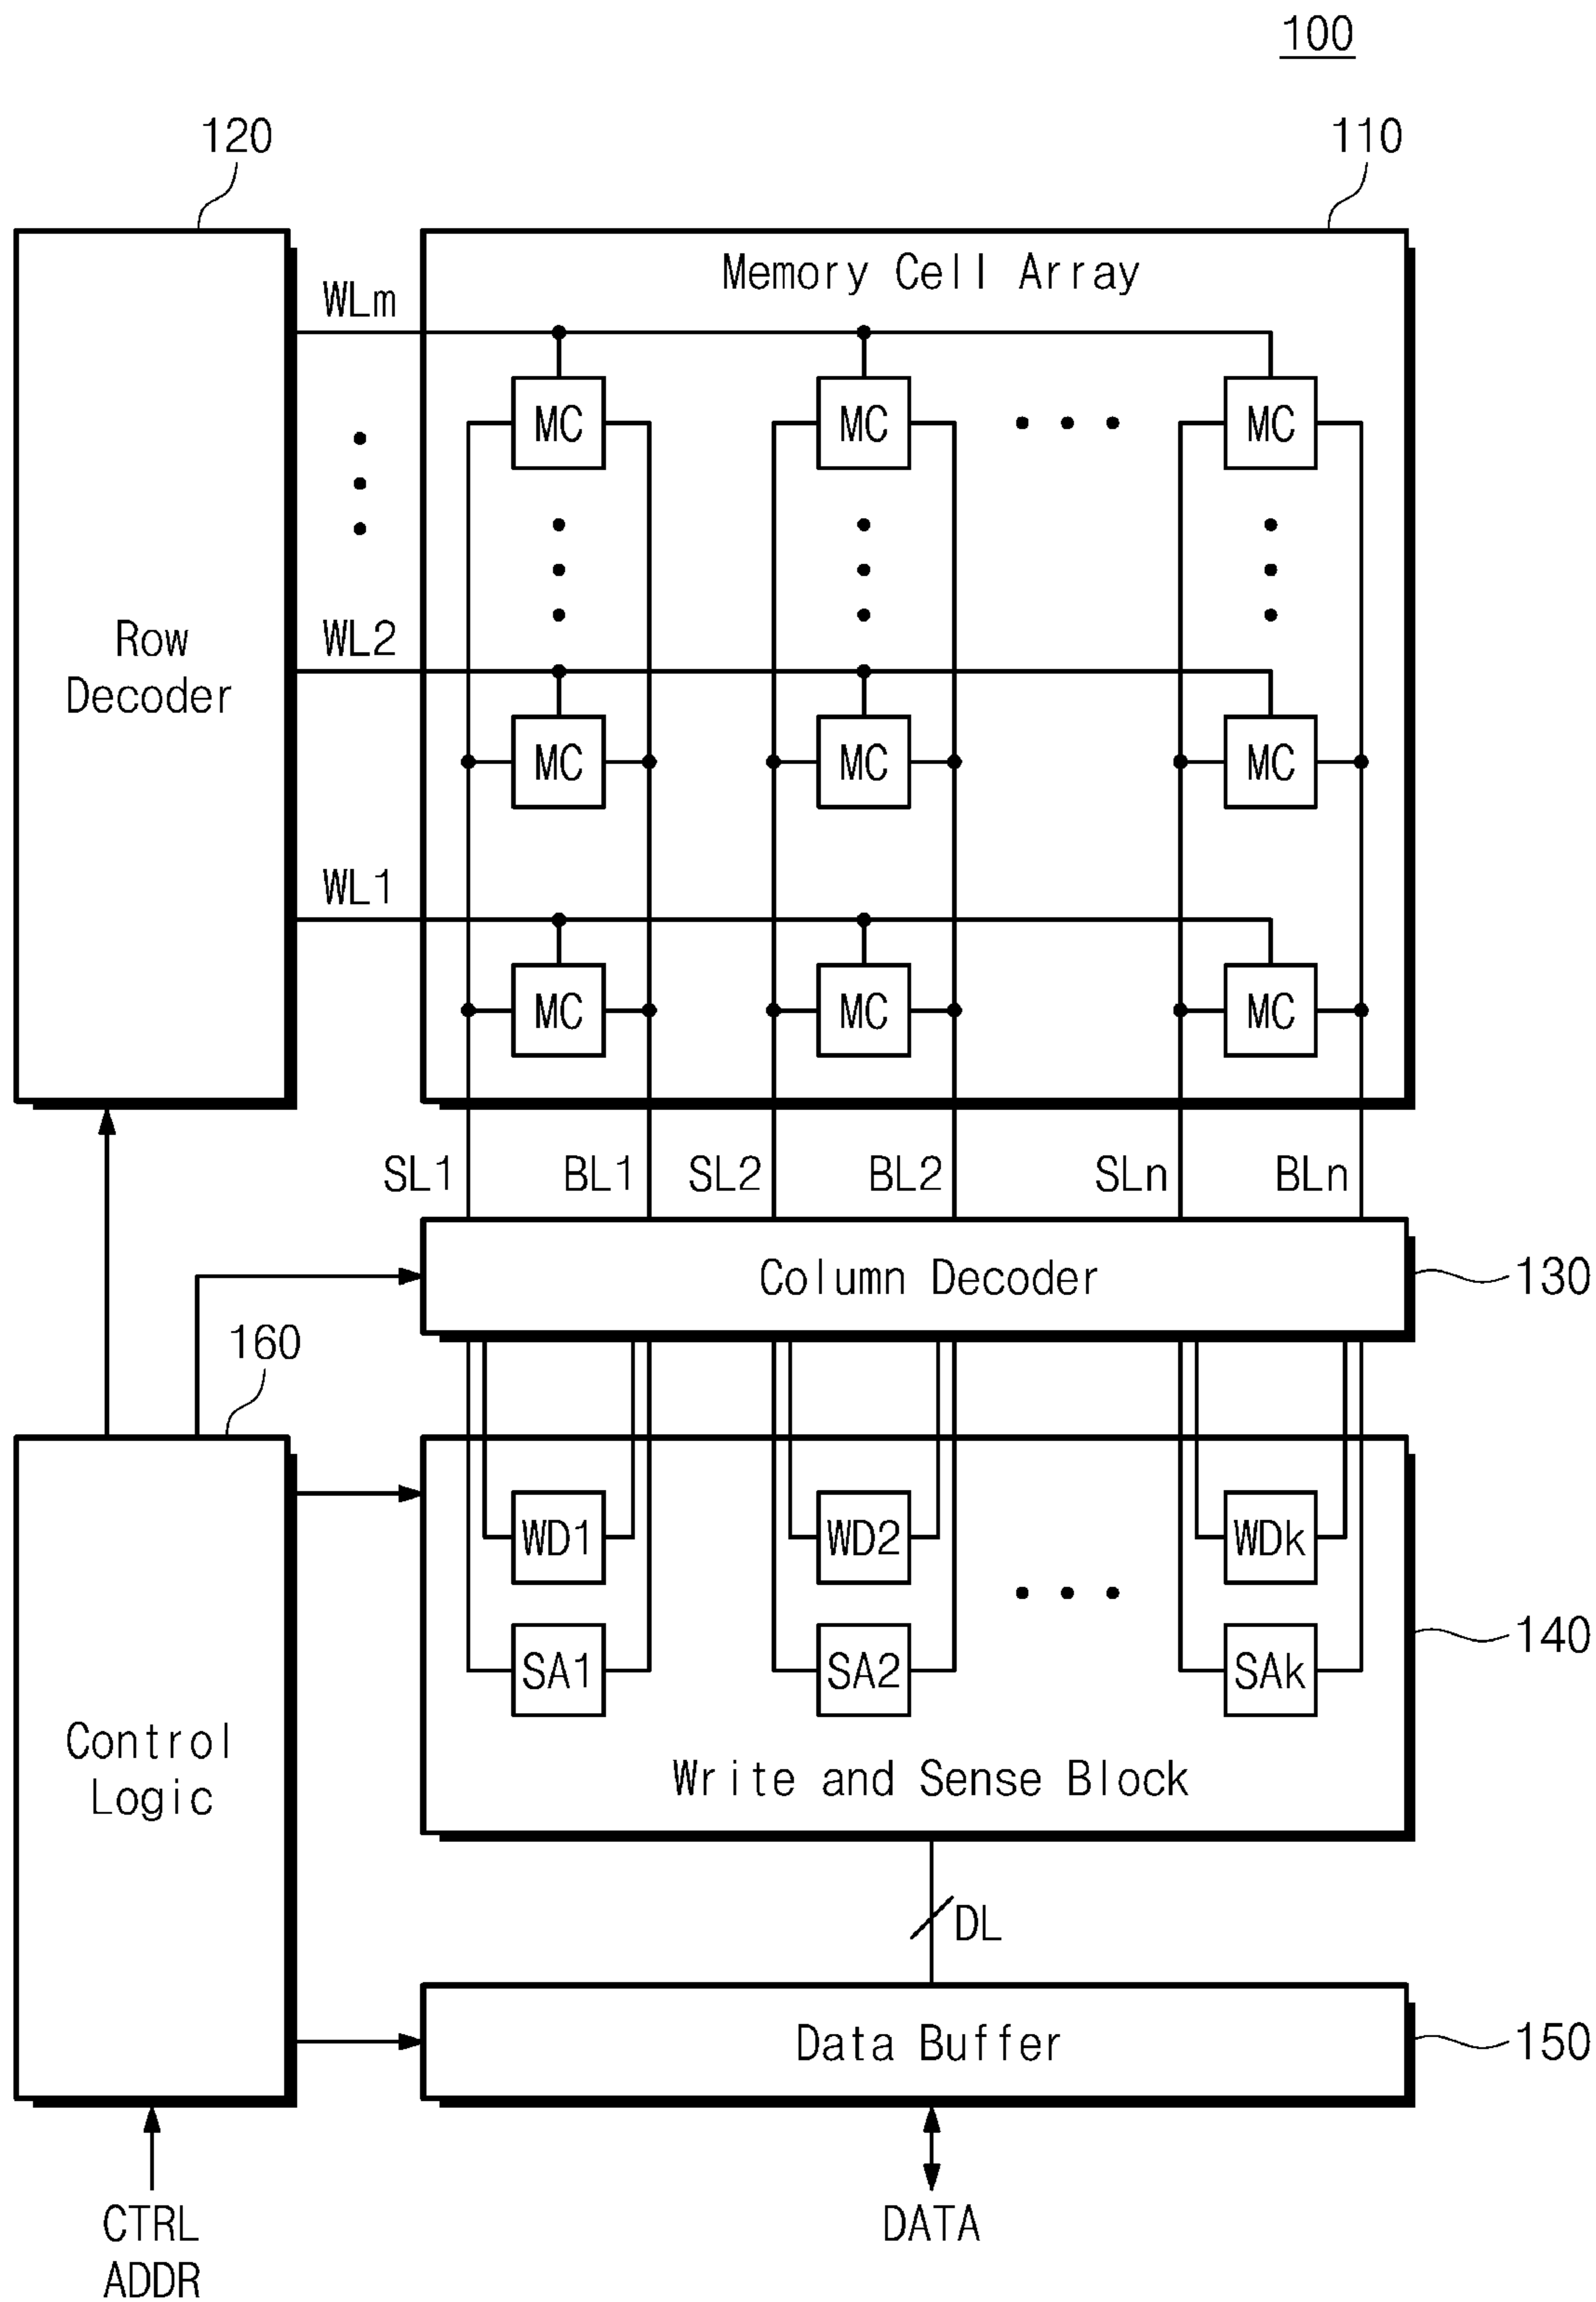 100
120
110
Memory Cell Array
WLm
MC MC MC
Row
Decoder
WL2
MC MC MC
WL1
MC MC MC
SL1 BL1 SL2 BL2 SLn BLn
Column Decoder
130
160
WD1 WD2 WDk
SA1 SA2 SAk
140
Control
Logic
Write and Sense Block
DL
Data Buffer
150
CTRL
ADDR
DATA